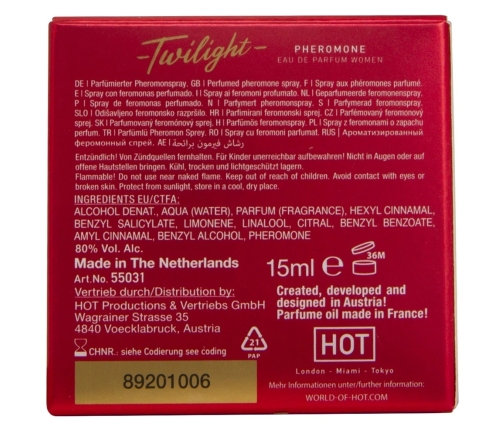 -Twilight-
PHEROMONE
EAU DE PARFUM WOMEN
DE | Parfümierter Pheromonspray. GB | Perfumed pheromone spray. F | Spray aux phéromones parfumé.
E | Spray con feromonas perfumado. I | Spray ai feromoni profumato. NL | Geparfumeerde feromonenspray.
P | Spray de feromonas perfumado. N | Parfymert pheromonspray. S | Parfymerad feromonspray.
SLO | Odišavljeno feromonsko razpršilo. HR | Parfimirani feromonski sprej. CZ | Parfémovaný feromonový
sprej. SK | Parfumovaný feromónový sprej. H | Parfümös feromonspray. PL | Spray z feromonami o zapachu
perfum. TR | Parfümlü Pheromon Sprey. RO | Spray cu feromoni parfumat. RUS | Ароматизированный
феромонный спрей. AE | رشاش فيرمون برائحة
Entzündlich! Von Zündquellen fernhalten. Für Kinder unerreichbar aufbewahren! Nicht in Augen oder auf
offene Hautstellen bringen. Kühl, trocken und lichtgeschützt lagern.
Flammable! Do not use near naked flame. Keep out of reach of children. Avoid contact with eyes or
broken skin. Protect from sunlight, store in a cool, dry place.
INGREDIENTS EU/CTFA:
ALCOHOL DENAT., AQUA (WATER), PARFUM (FRAGRANCE), HEXYL CINNAMAL,
BENZYL SALICYLATE, LIMONENE, LINALOOL, CITRAL, BENZYL BENZOATE,
AMYL CINNAMAL, BENZYL ALCOHOL, PHEROMONE
80% Vol. Alc.
Made in The Netherlands
Art.No. 55031
15ml ℮
36M
Vertrieb durch/Distribution by:
HOT Productions & Vertriebs GmbH
Wagrainer Strasse 35
4840 Voecklabruck, Austria
Created, developed and
designed in Austria!
Parfume oil made in France!
CHNR.: siehe Codierung see coding
21
PAP
HOT
London - Miami - Tokyo
89201006
Mehr Informationen unter/further information:
WORLD-OF-HOT.COM